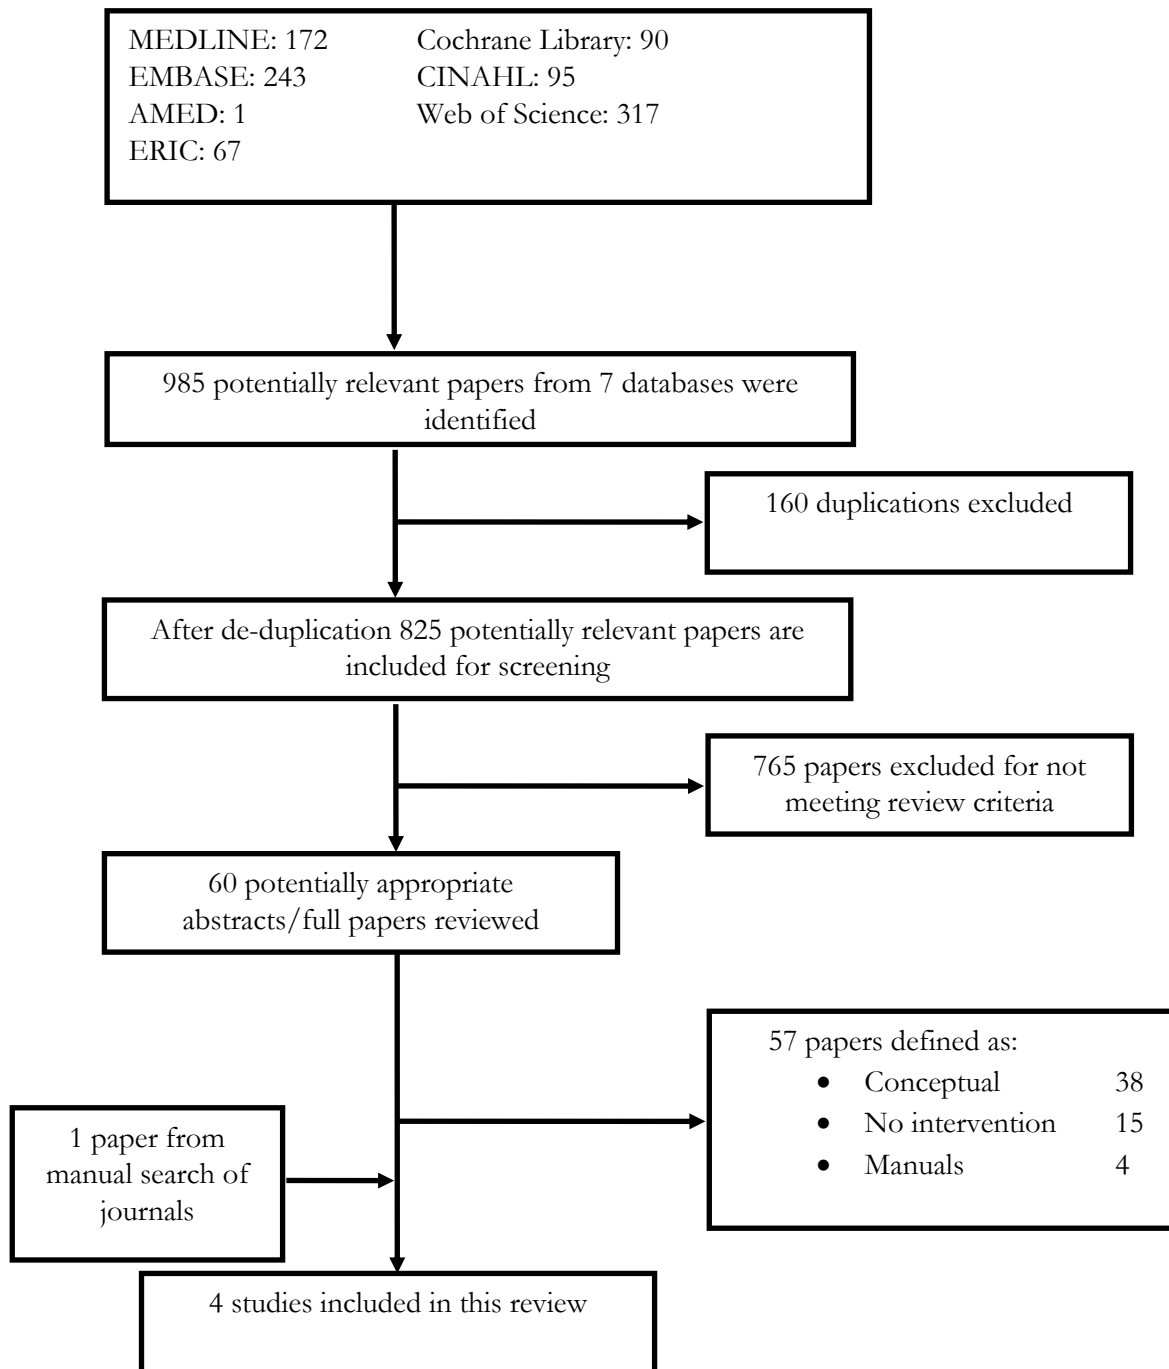 MEDLINE: 172 Cochrane Library: 90
EMBASE: 243 CINAHL: 95
AMED: 1 Web of Science: 317
ERIC: 67
985 potentially relevant papers from 7 databases were
identified
160 duplications excluded
After de-duplication 825 potentially relevant papers are
included for screening
765 papers excluded for not
meeting review criteria
60 potentially appropriate
abstracts/full papers reviewed
57 papers defined as:
• Conceptual 38
• No intervention 15
• Manuals 4
1 paper from
manual search of
journals
4 studies included in this review